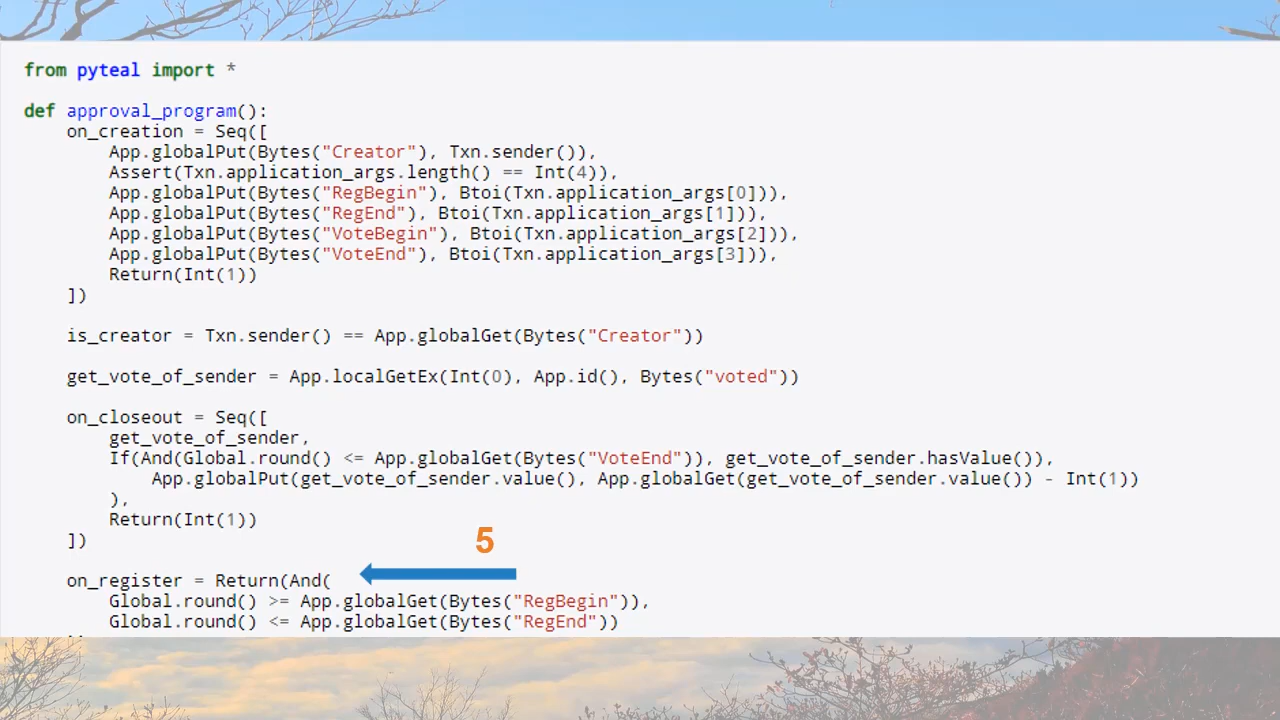 from pyteal import *
def approval_program():
on_creation = Seq([
App.globalPut(Bytes("Creator"), Txn.sender()),
Assert(Txn.application_args.length() == Int(4)),
App.globalPut(Bytes("RegBegin"), Btoi(Txn.application_args[0])),
App.globalPut(Bytes("RegEnd"), Btoi(Txn.application_args[1])),
App.globalPut(Bytes("VoteBegin"), Btoi(Txn.application_args[2])),
App.globalPut(Bytes("VoteEnd"), Btoi(Txn.application_args[3])),
Return(Int(1))
])
is_creator = Txn.sender() == App.globalGet(Bytes("Creator"))
get_vote_of_sender = App.localGetEx(Int(0), App.id(), Bytes("voted"))
on_closeout = Seq([
get_vote_of_sender,
If(And(Global.round() <= App.globalGet(Bytes("VoteEnd")), get_vote_of_sender.hasValue()),
App.globalPut(get_vote_of_sender.value(), App.globalGet(get_vote_of_sender.value()) - Int(1))
),
Return(Int(1))
])
5
on_register = Return(And(
Global.round() >= App.globalGet(Bytes("RegBegin")),
Global.round() <= App.globalGet(Bytes("RegEnd"))